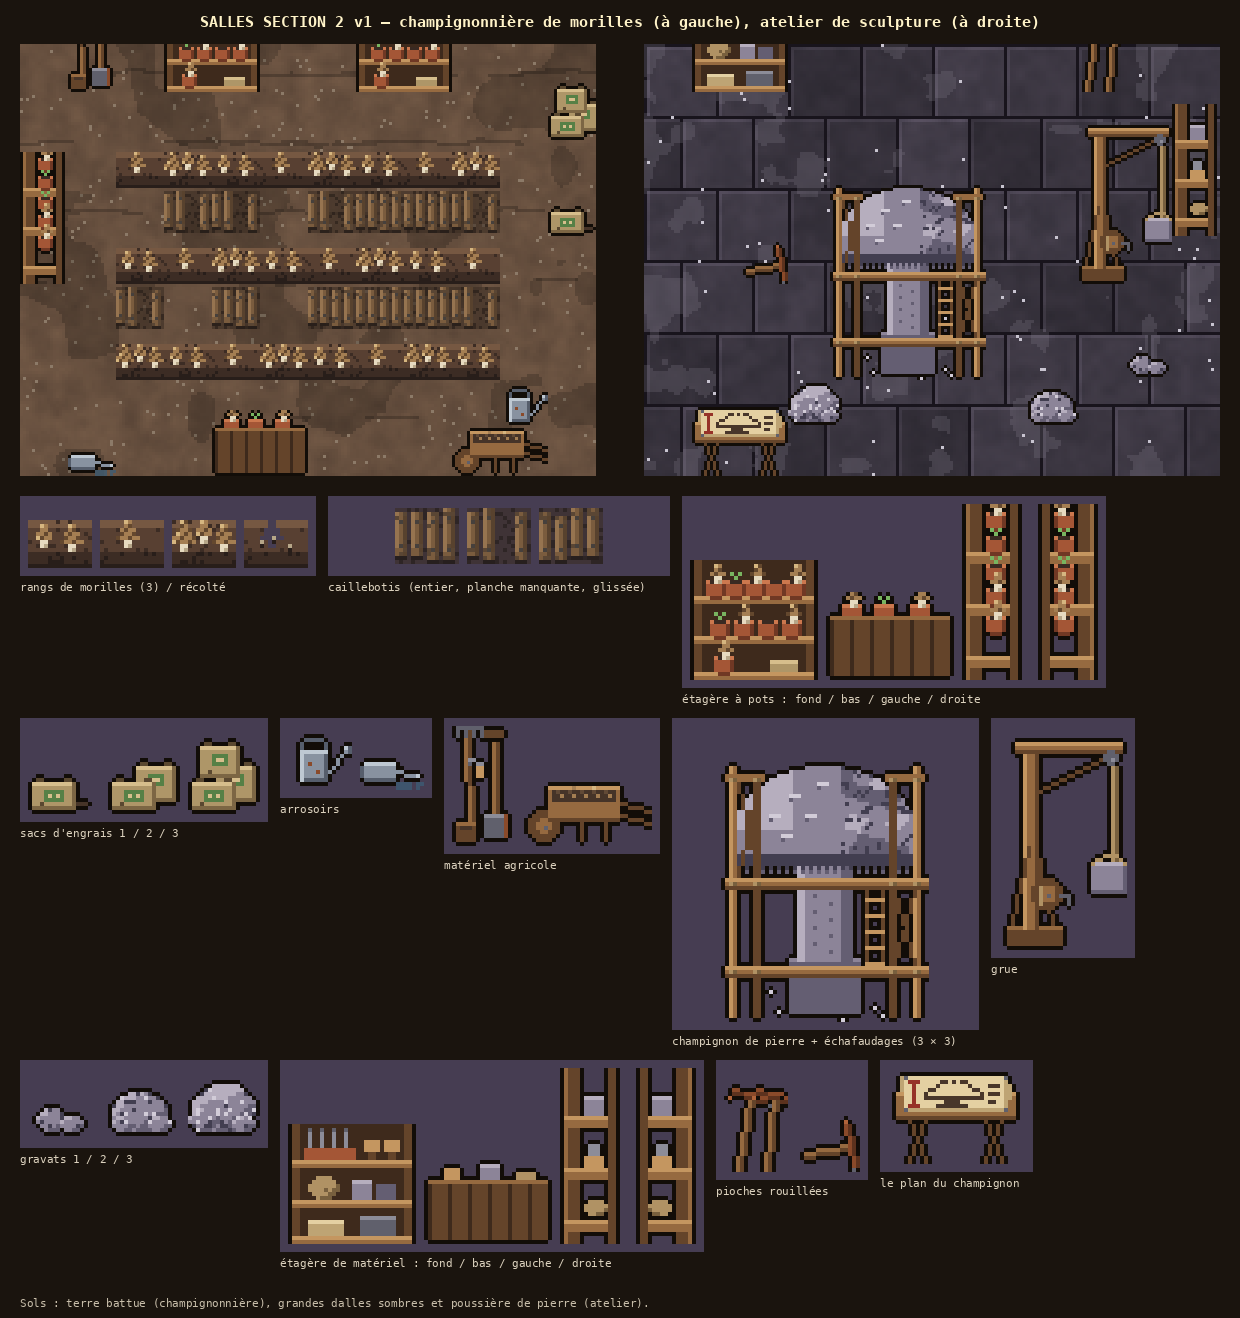 SALLES SECTION 2 v1 — champignonnière de morilles (à gauche), atelier de sculpture (à droite)
rangs de morilles (3) / récolté
caillebotis (entier, planche manquante, glissée)
étagère à pots : fond / bas / gauche / droite
sacs d'engrais 1 / 2 / 3
arrosoirs
matériel agricole
champignon de pierre + échafaudages (3 × 3)
grue
gravats 1 / 2 / 3
étagère de matériel : fond / bas / gauche / droite
pioches rouillées
le plan du champignon
Sols : terre battue (champignonnière), grandes dalles sombres et poussière de pierre (atelier).